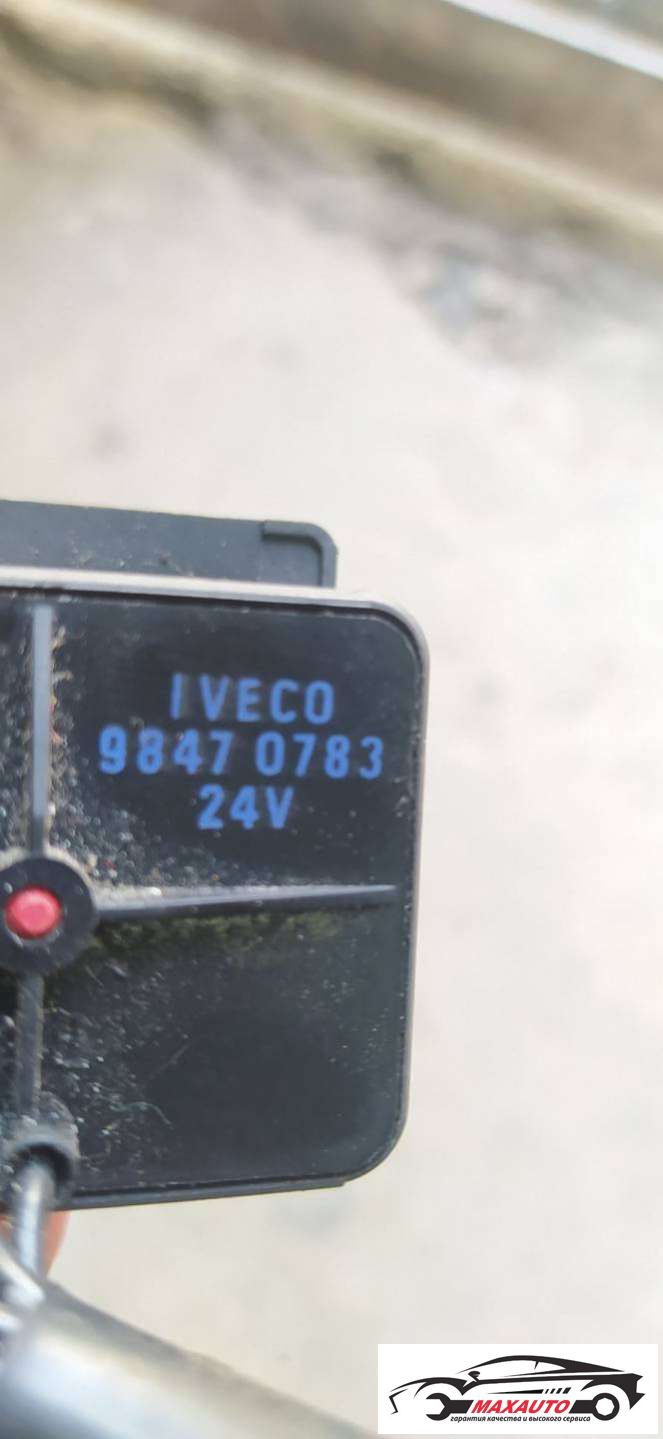 IVECO
9847 0783
24V
MAXAUTO
гарантия качества и высокого сервиса